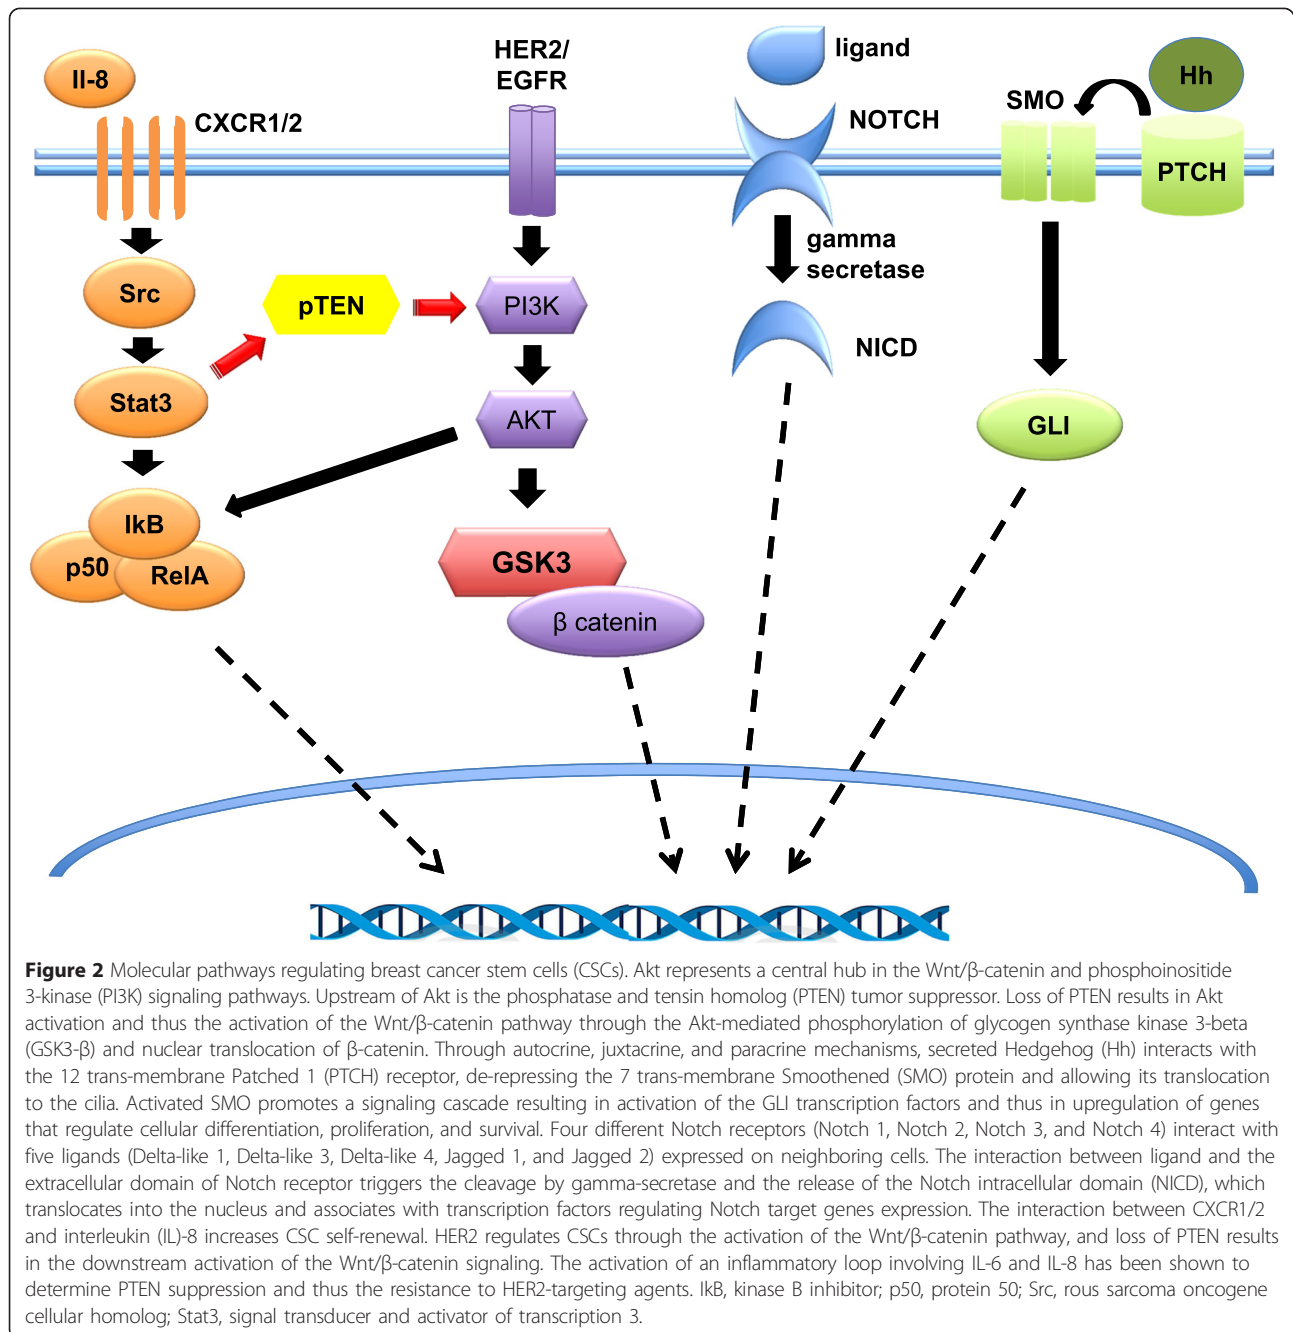 Il-8
CXCR1/2
HER2/
EGFR
ligand
NOTCH
SMO
Hh
PTCH
gamma
secretase
Src
pTEN
PI3K
NICD
Stat3
AKT
GLI
IkB
p50
RelA
GSK3
β catenin
Figure 2 Molecular pathways regulating breast cancer stem cells (CSCs). Akt represents a central hub in the Wnt/β-catenin and phosphoinositide
3-kinase (PI3K) signaling pathways. Upstream of Akt is the phosphatase and tensin homolog (PTEN) tumor suppressor. Loss of PTEN results in Akt
activation and thus the activation of the Wnt/β-catenin pathway through the Akt-mediated phosphorylation of glycogen synthase kinase 3-beta
(GSK3-β) and nuclear translocation of β-catenin. Through autocrine, juxtacrine, and paracrine mechanisms, secreted Hedgehog (Hh) interacts with
the 12 trans-membrane Patched 1 (PTCH) receptor, de-repressing the 7 trans-membrane Smoothened (SMO) protein and allowing its translocation
to the cilia. Activated SMO promotes a signaling cascade resulting in activation of the GLI transcription factors and thus in upregulation of genes
that regulate cellular differentiation, proliferation, and survival. Four different Notch receptors (Notch 1, Notch 2, Notch 3, and Notch 4) interact with
five ligands (Delta-like 1, Delta-like 3, Delta-like 4, Jagged 1, and Jagged 2) expressed on neighboring cells. The interaction between ligand and the
extracellular domain of Notch receptor triggers the cleavage by gamma-secretase and the release of the Notch intracellular domain (NICD), which
translocates into the nucleus and associates with transcription factors regulating Notch target genes expression. The interaction between CXCR1/2
and interleukin (IL)-8 increases CSC self-renewal. HER2 regulates CSCs through the activation of the Wnt/β-catenin pathway, and loss of PTEN results
in the downstream activation of the Wnt/β-catenin signaling. The activation of an inflammatory loop involving IL-6 and IL-8 has been shown to
determine PTEN suppression and thus the resistance to HER2-targeting agents. IkB, kinase B inhibitor; p50, protein 50; Src, rous sarcoma oncogene
cellular homolog; Stat3, signal transducer and activator of transcription 3.